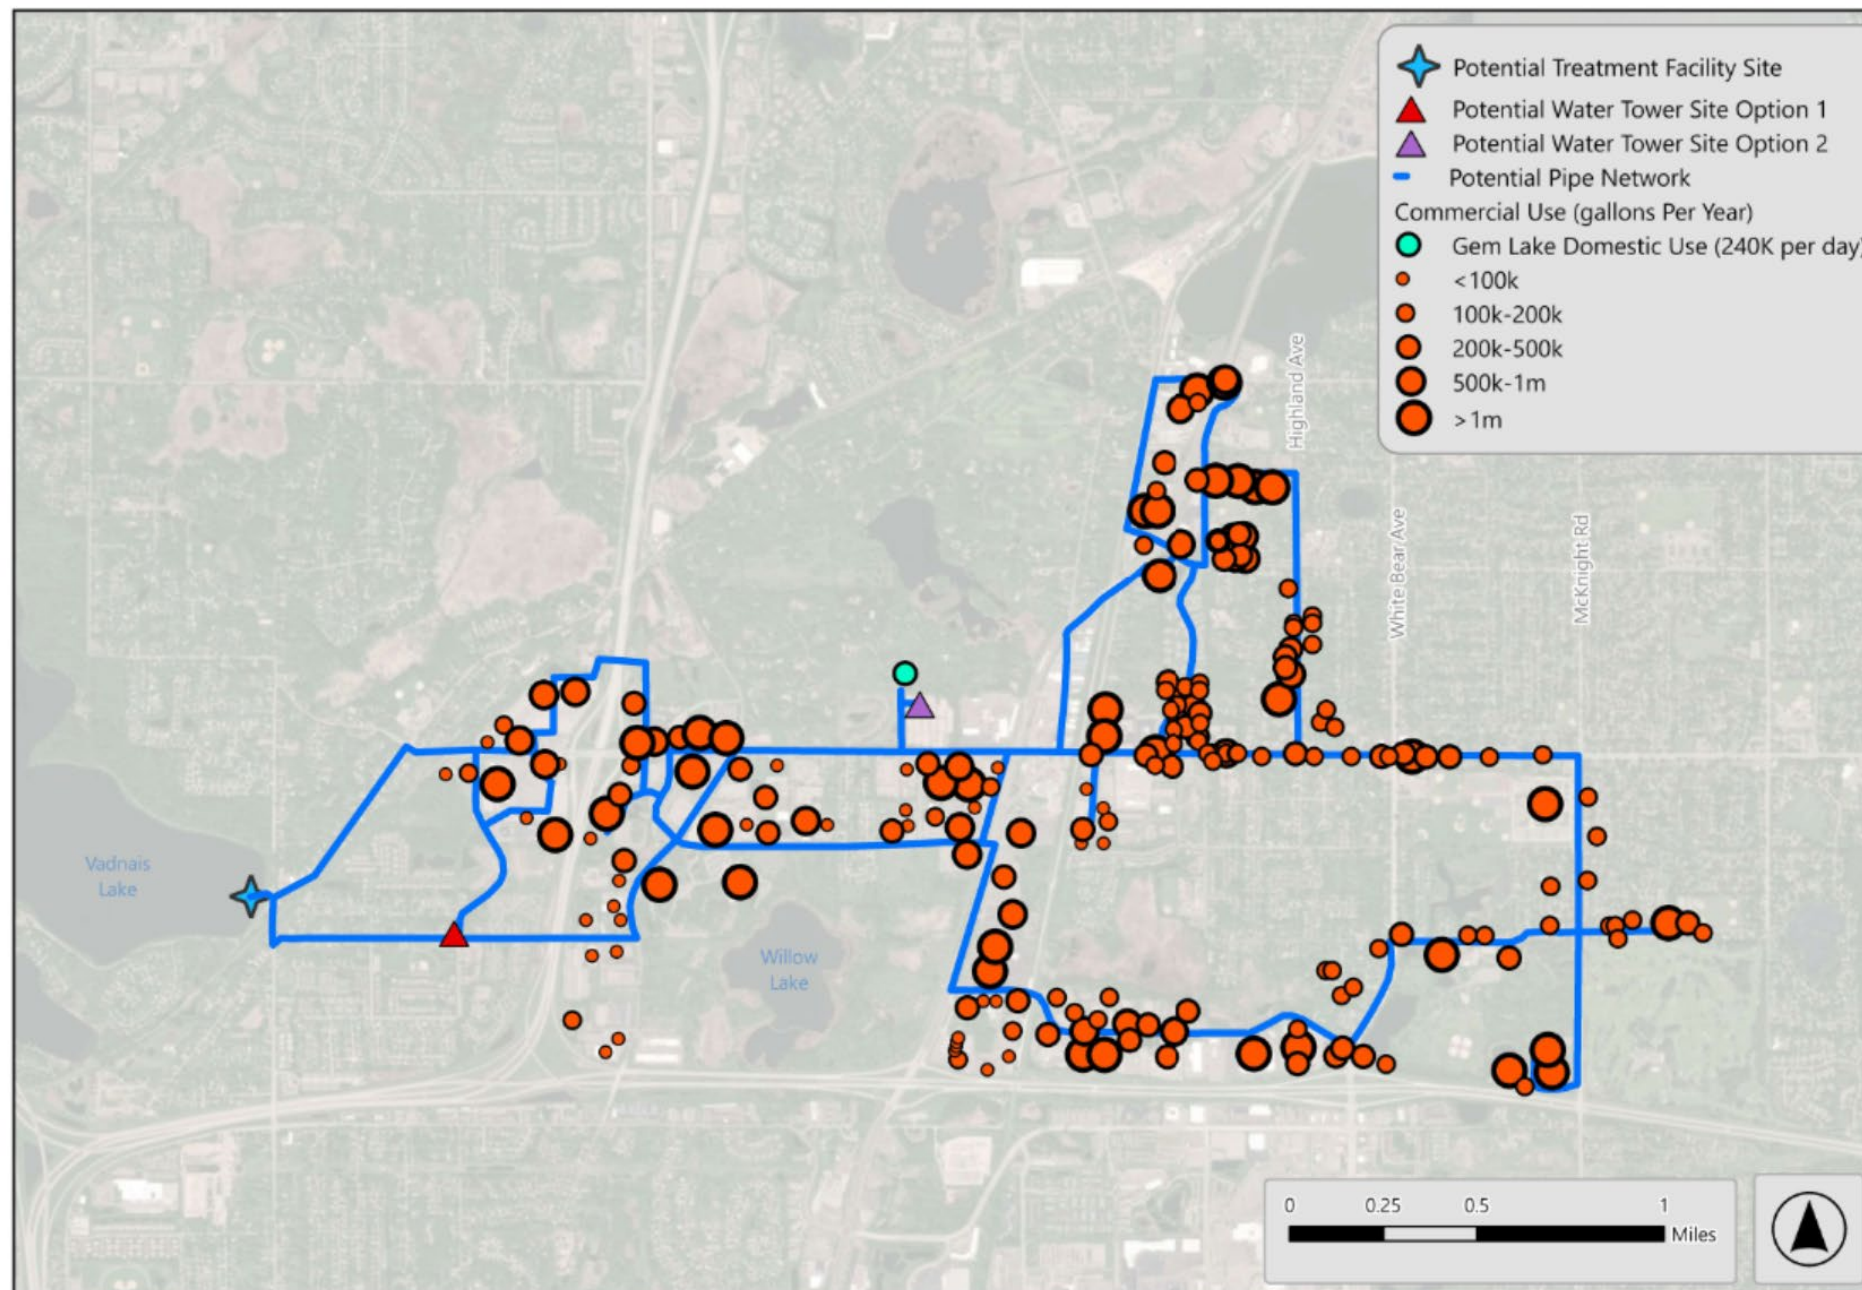 Potential Treatment Facility Site
Potential Water Tower Site Option 1
Potential Water Tower Site Option 2
Potential Pipe Network
Commercial Use (gallons Per Year)
Gem Lake Domestic Use (240K per day)
<100k
100k-200k
200k-500k
500k-1m
>1m
Highland Ave
White Bear Ave
McKnight Rd
Vadnais
Lake
Willow
Lake
0 0.25 0.5 1
Miles